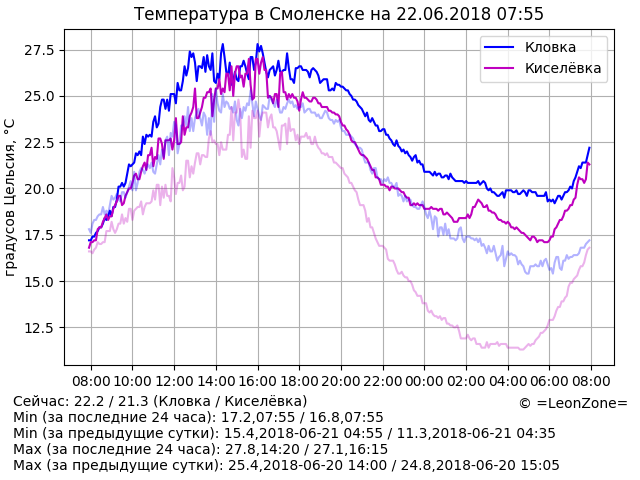 Температура в Смоленске на 22.06.2018 07:55
градусов Цельсия, °C
27.5
25.0
22.5
20.0
17.5
15.0
12.5
Кловка
Киселёвка
08:00 10:00 12:00 14:00 16:00 18:00 20:00 22:00 00:00 02:00 04:00 06:00 08:00
Сейчас: 22.2 / 21.3 (Кловка / Киселёвка)
© =LeonZone=
Min (за последние 24 часа): 17.2,07:55 / 16.8,07:55
Min (за предыдущие сутки): 15.4,2018-06-21 04:55 / 11.3,2018-06-21 04:35
Max (за последние 24 часа): 27.8,14:20 / 27.1,16:15
Max (за предыдущие сутки): 25.4,2018-06-20 14:00 / 24.8,2018-06-20 15:05